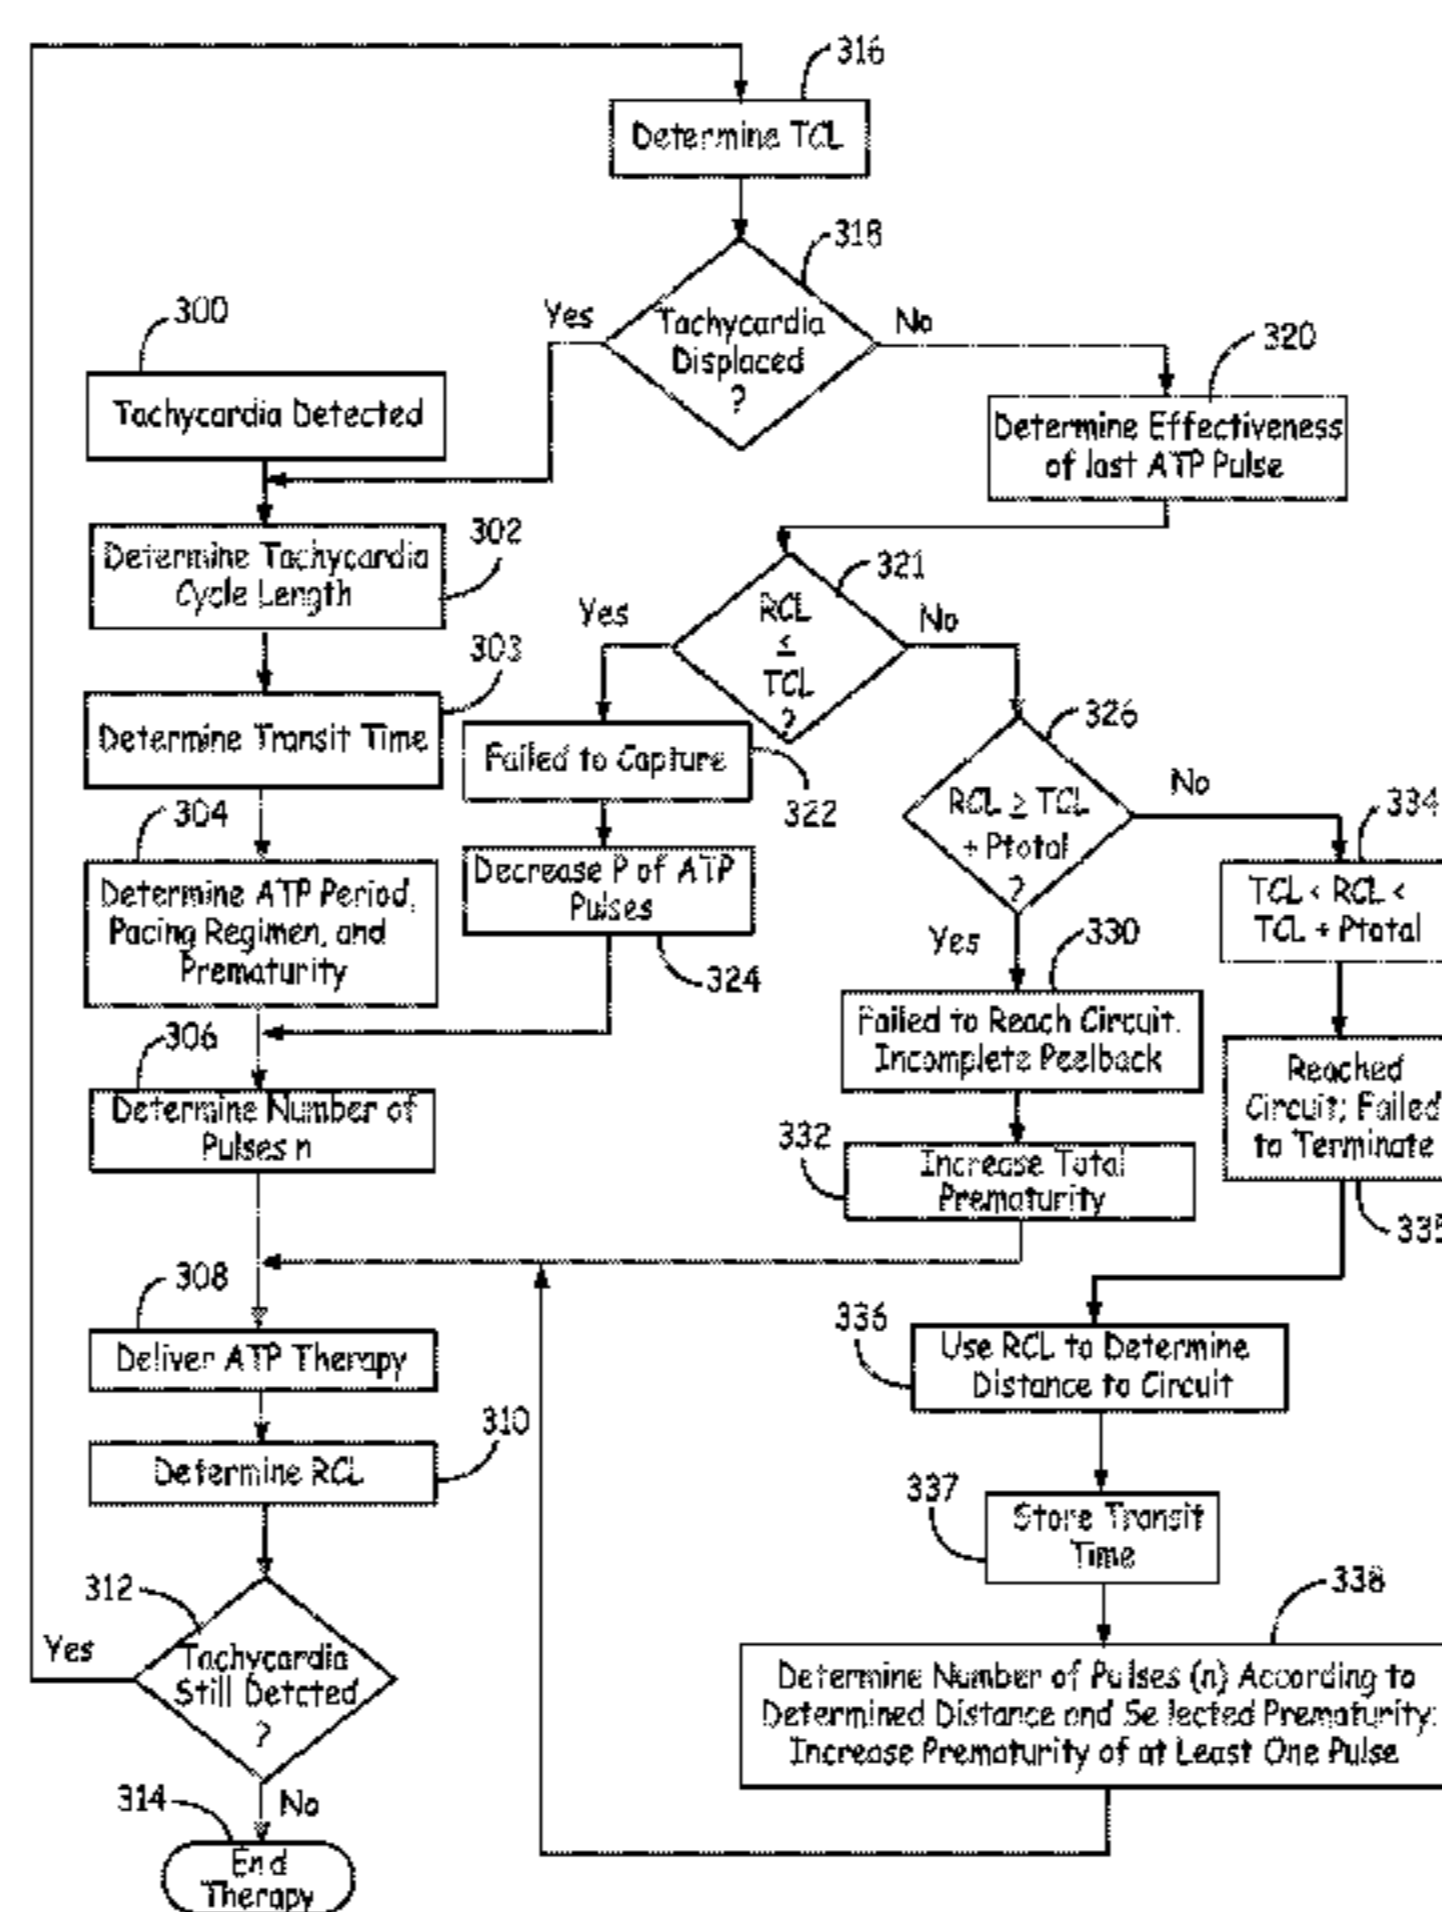 316
Determine TCL
318
Yes
Tachycardia
Displaced
?
No
300
Tachycardia Detected
320
Determine Effectiveness
of last ATP Pulse
302
Determine Tachycardia
Cycle Length
321
Yes
RCL
≤
TCL
?
No
303
Determine Transit Time
Failed to Capture
322
326
RCL ≥ TCL
+ Ptotal
?
No
Yes
334
TCL < RCL <
TCL + Ptotal
304
Determine ATP Period,
Pacing Regimen, and
Prematurity
Decrease P of ATP
Pulses
324
330
Failed to Reach Circuit.
Incomplete Peelback
306
Determine Number of
Pulses n
Reached
Circuit; Failed
to Terminate
335
332
Increase Total
Prematurity
308
Deliver ATP Therapy
336
Use RCL to Determine
Distance to Circuit
310
Determine RCL
337
Store Transit
Time
312
Yes
Tachycardia
Still Detcted
?
No
338
Determine Number of Pulses (n) According to
Determined Distance and Selected Prematurity;
Increase Prematurity of at Least One Pulse
314
End
Therapy